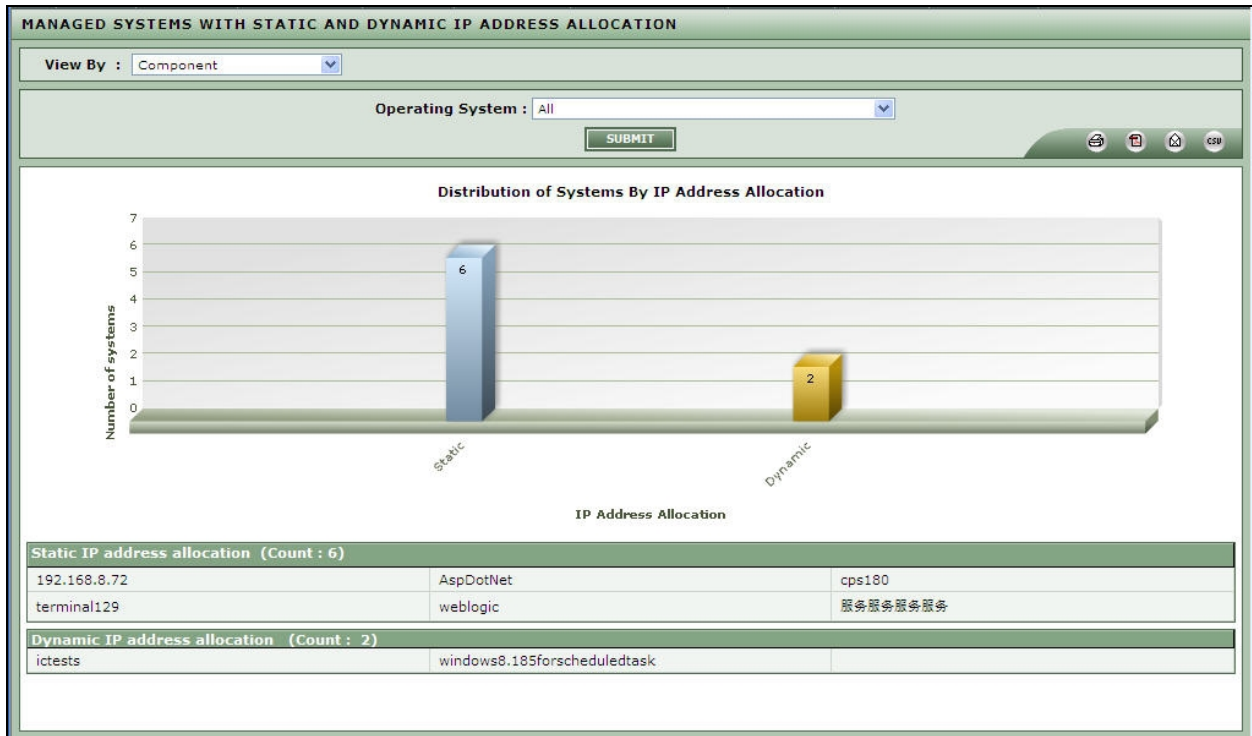 MANAGED SYSTEMS WITH STATIC AND DYNAMIC IP ADDRESS ALLOCATION
View By : Component
Operating System : All
SUBMIT
CSV
Distribution of Systems By IP Address Allocation
Number of systems
7
6
5
4
3
2
1
0
6
2
Static
Dynamic
IP Address Allocation
Static IP address allocation (Count : 6)
192.168.8.72 AspDotNet cps180
terminal129 weblogic 服务服务服务服务
Dynamic IP address allocation (Count : 2)
ictests windows8.185forscheduledtask